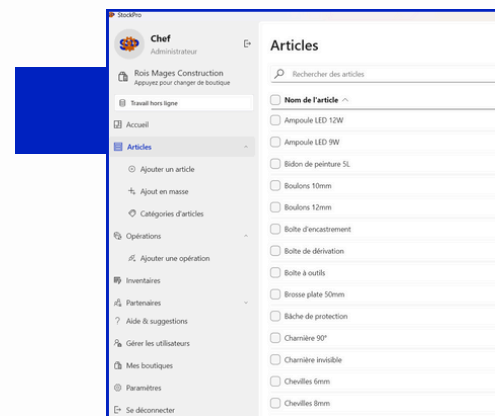 StockPro
Chef
Administrateur
Rois Mages Construction
Appuyez pour changer de boutique
Travail hors ligne
Accueil
Articles
Ajouter un article
Ajout en masse
Catégories d'articles
Opérations
Ajouter une opération
Inventaires
Partenaires
Aide & suggestions
Gérer les utilisateurs
Mes boutiques
Paramètres
Se déconnecter
Articles
Rechercher des articles
Nom de l'article
Ampoule LED 12W
Ampoule LED 9W
Bidon de peinture 5L
Boulons 10mm
Boulons 12mm
Boîte d'encastrement
Boîte de dérivation
Boîte à outils
Brosse plate 50mm
Bâche de protection
Charnière 90°
Charnière invisible
Chevilles 6mm
Chevilles 8mm